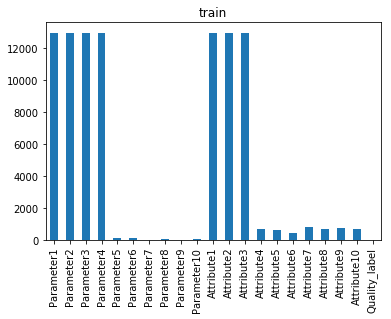 train
12000
10000
8000
6000
4000
2000
0
Parameter1
Parameter2
Parameter3
Parameter4
Parameter5
Parameter6
Parameter7
Parameter8
Parameter9
Parameter10
Attribute1
Attribute2
Attribute3
Attribute4
Attribute5
Attribute6
Attribute7
Attribute8
Attribute9
Attribute10
Quality_label